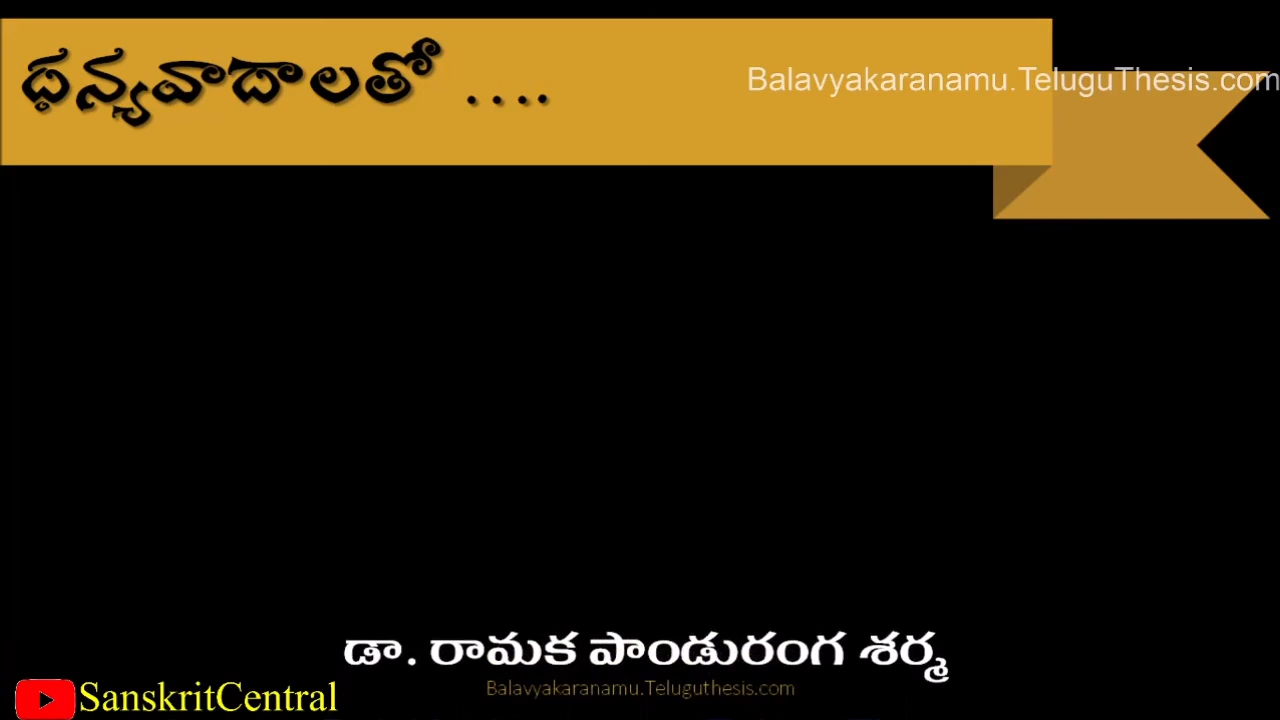 ధన్యవాదాలతో ....
Balavyakaranamu.TeluguThesis.com
డా. రామక పాండురంగ శర్మ
Balavyakaranamu.Teluguthesis.com
SanskritCentral